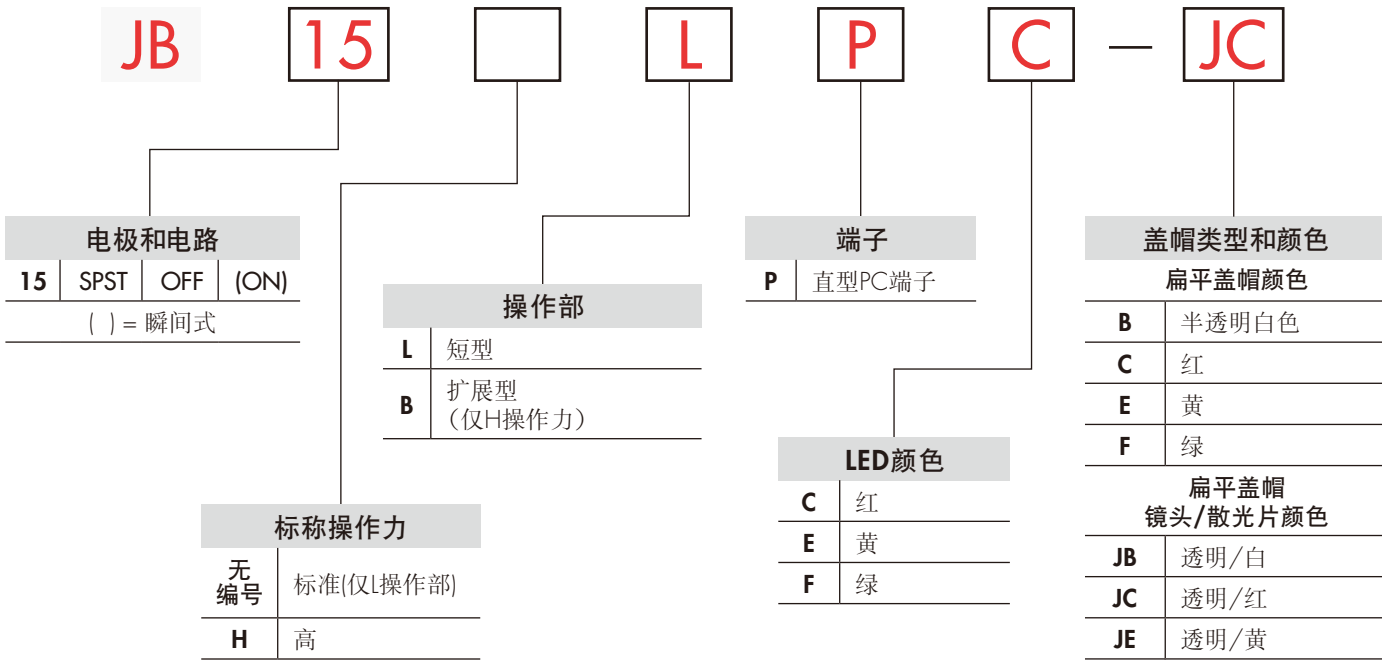 JB 15 L P C — JC
电极和电路
15 SPST OFF (ON)
( ) = 瞬间式
标称操作力
无
编号 标准(仅L操作部)
H 高
操作部
L 短型
B 扩展型
（仅H操作力）
端子
P 直型PC端子
LED颜色
C 红
E 黄
F 绿
盖帽类型和颜色
扁平盖帽颜色
B 半透明白色
C 红
E 黄
F 绿
扁平盖帽
镜头/散光片颜色
JB 透明/白
JC 透明/红
JE 透明/黄